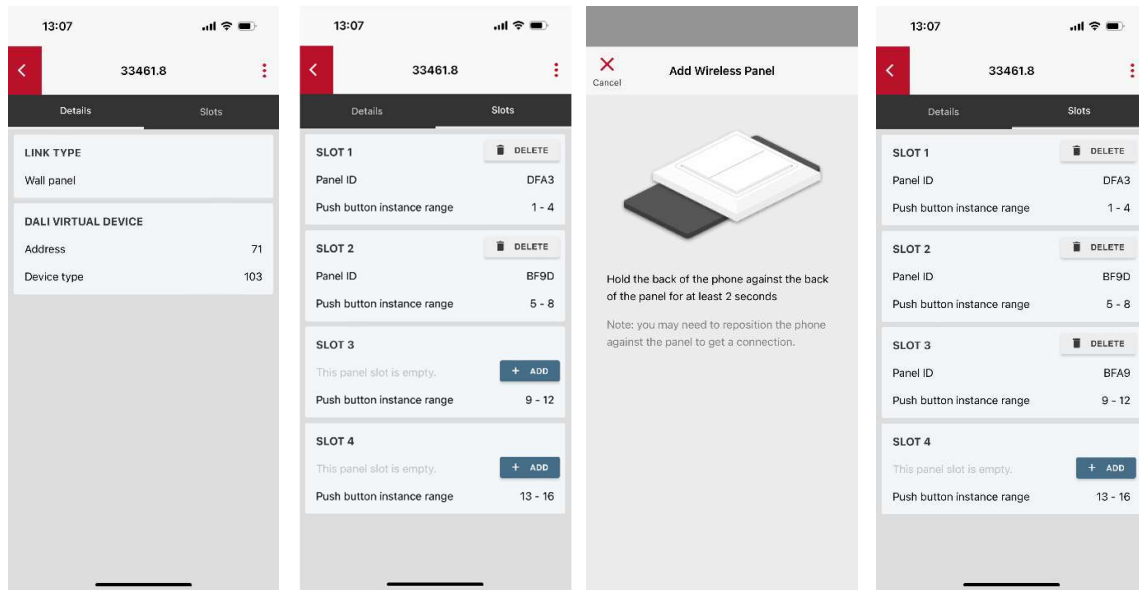 13:07
33461.8
Details Slots
LINK TYPE
Wall panel
DALI VIRTUAL DEVICE
Address 71
Device type 103
13:07
33461.8
Details Slots
SLOT 1 DELETE
Panel ID DFA3
Push button instance range 1 - 4
SLOT 2 DELETE
Panel ID BF9D
Push button instance range 5 - 8
SLOT 3
This panel slot is empty. + ADD
Push button instance range 9 - 12
SLOT 4
This panel slot is empty. + ADD
Push button instance range 13 - 16
Cancel Add Wireless Panel
Hold the back of the phone against the back
of the panel for at least 2 seconds
Note: you may need to reposition the phone
against the panel to get a connection.
13:07
33461.8
Details Slots
SLOT 1 DELETE
Panel ID DFA3
Push button instance range 1 - 4
SLOT 2 DELETE
Panel ID BF9D
Push button instance range 5 - 8
SLOT 3 DELETE
Panel ID BFA9
Push button instance range 9 - 12
SLOT 4
This panel slot is empty. + ADD
Push button instance range 13 - 16